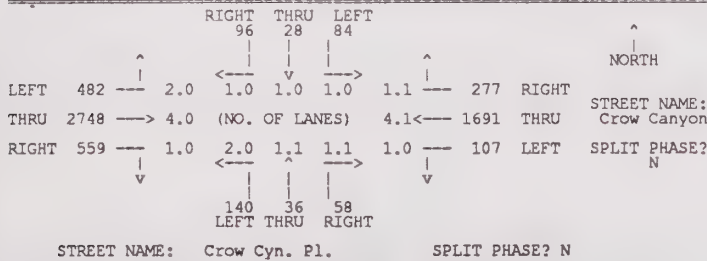 RIGHT THRU LEFT
96 28 84
^
| | | |
^ | | | ^ NORTH
| <--- v ---> |
LEFT 482 --- 2.0 1.0 1.0 1.0 1.1 --- 277 RIGHT
STREET NAME:
THRU 2748 ---> 4.0 (NO. OF LANES) 4.1<--- 1691 THRU Crow Canyon
RIGHT 559 --- 1.0 2.0 1.1 1.1 1.0 --- 107 LEFT SPLIT PHASE?
| <--- ^ ---> | N
v | | | v
140 36 58
LEFT THRU RIGHT
STREET NAME: Crow Cyn. Pl. SPLIT PHASE? N